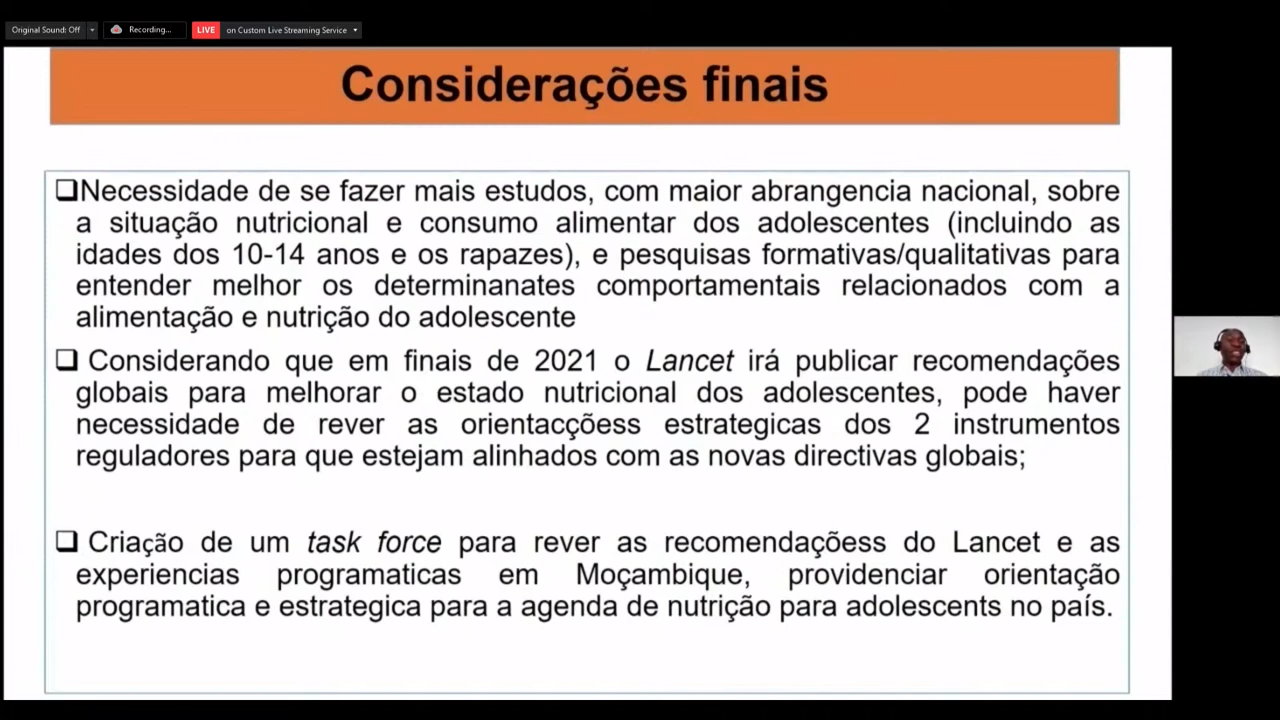 Original Sound: Off
Recording...
LIVE
on Custom Live Streaming Service
Considerações finais
Necessidade de se fazer mais estudos, com maior abrangencia nacional, sobre
a situação nutricional e consumo alimentar dos adolescentes (incluindo as
idades dos 10-14 anos e os rapazes), e pesquisas formativas/qualitativas para
entender melhor os determinanates comportamentais relacionados com a
alimentação e nutrição do adolescente
Considerando que em finais de 2021 o Lancet irá publicar recomendações
globais para melhorar o estado nutricional dos adolescentes, pode haver
necessidade de rever as orientacçõess estrategicas dos 2 instrumentos
reguladores para que estejam alinhados com as novas directivas globais;
Criação de um task force para rever as recomendaçõess do Lancet e as
experiencias programaticas em Moçambique, providenciar orientação
programatica e estrategica para a agenda de nutrição para adolescents no país.